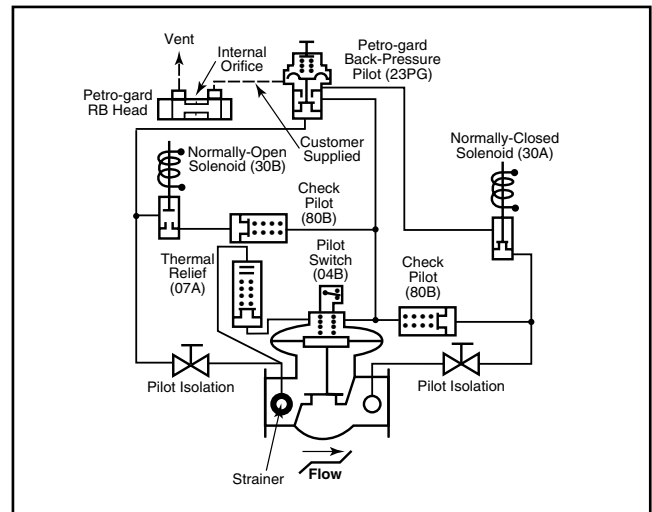 Vent
Internal
Orifice
Petro-gard
Back-Pressure
Pilot (23PG)
Petro-gard
RB Head
Customer
Supplied
Normally-Open
Solenoid (30B)
Normally-Closed
Solenoid (30A)
Check
Pilot
(80B)
Thermal
Relief
(07A)
Pilot
Switch
(04B)
Check
Pilot
(80B)
Pilot Isolation
Pilot Isolation
Strainer
Flow